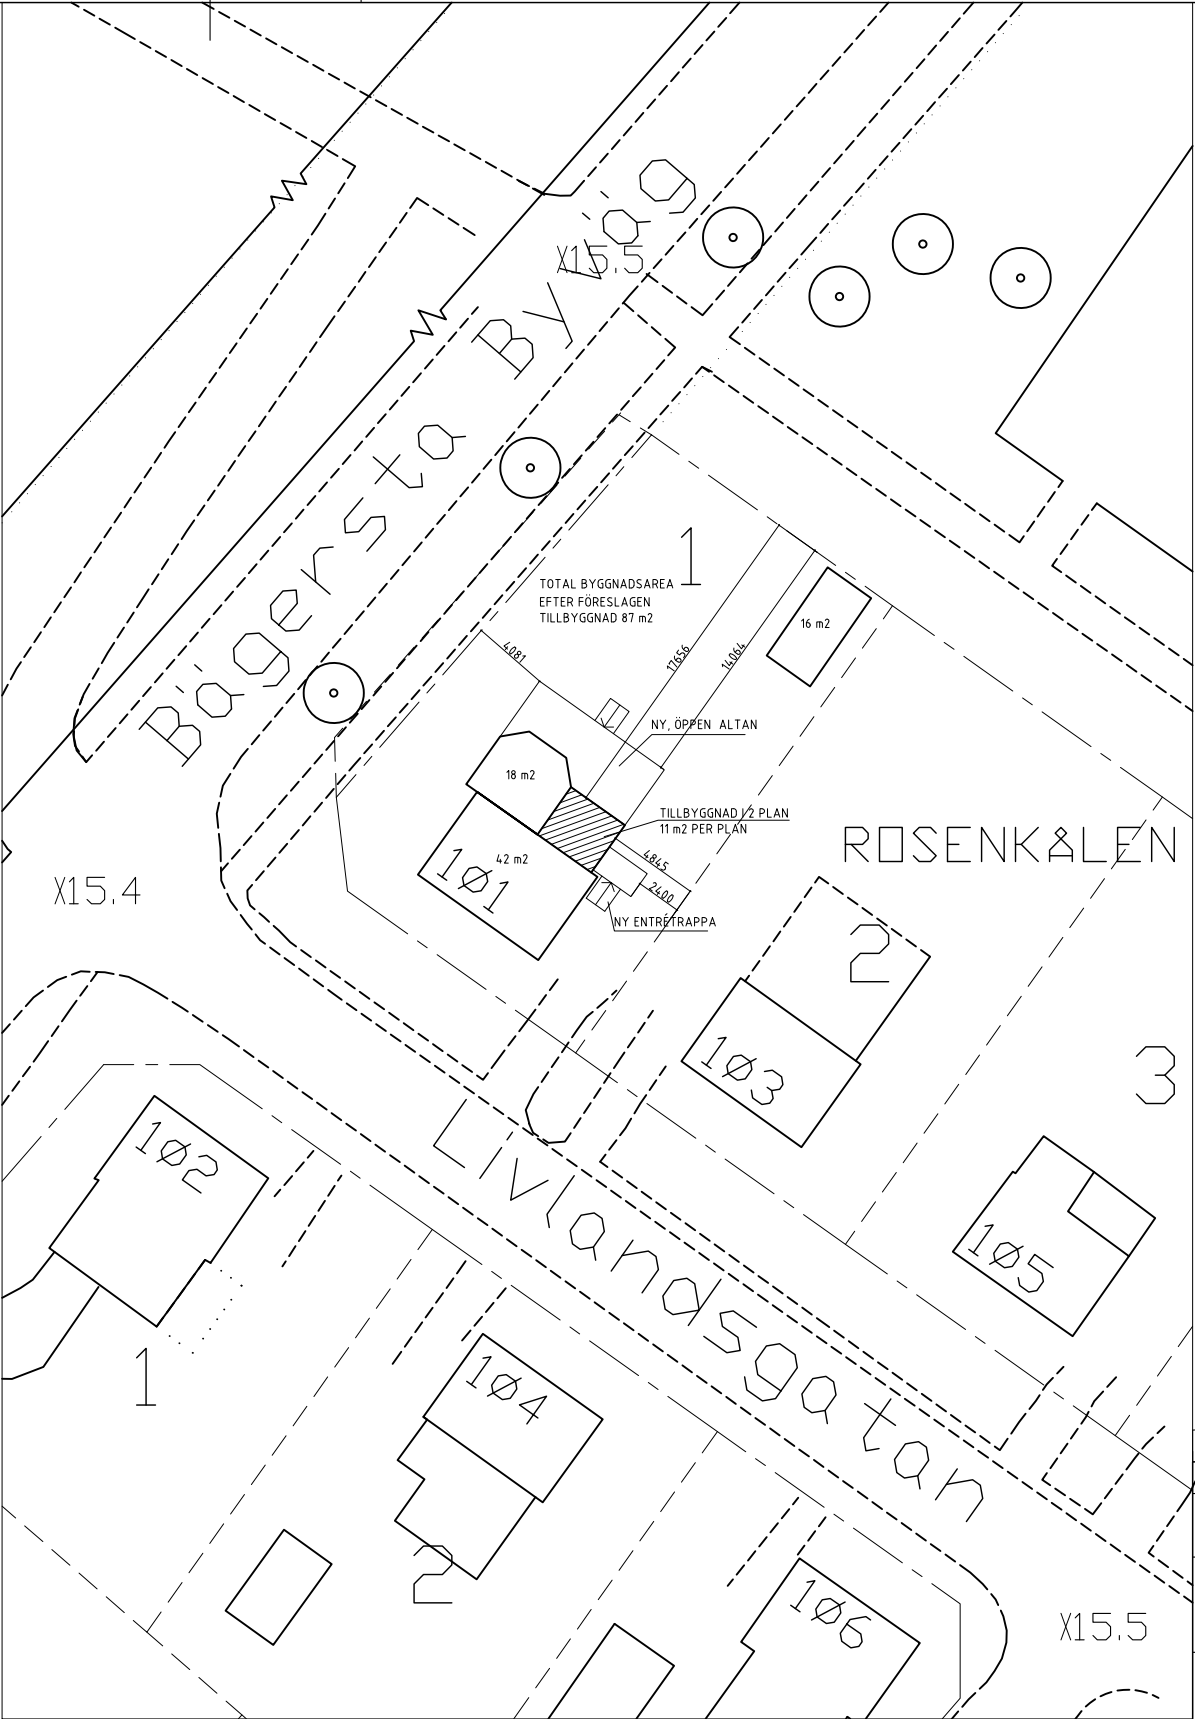 Bägersta Byväg
X15.5
1
TOTAL BYGGNADSAREA
EFTER FÖRESLAGEN
TILLBYGGNAD 87 m2
16 m2
4081
17656
14064
NY, ÖPPEN ALTAN
18 m2
TILLBYGGNAD I 2 PLAN
11 m2 PER PLAN
ROSENKÅLEN
42 m2
101
4845
2400
X15.4
NY ENTRÉTRAPPA
2
103
3
102
Livlandsgatan
105
1
104
2
106
X15.5